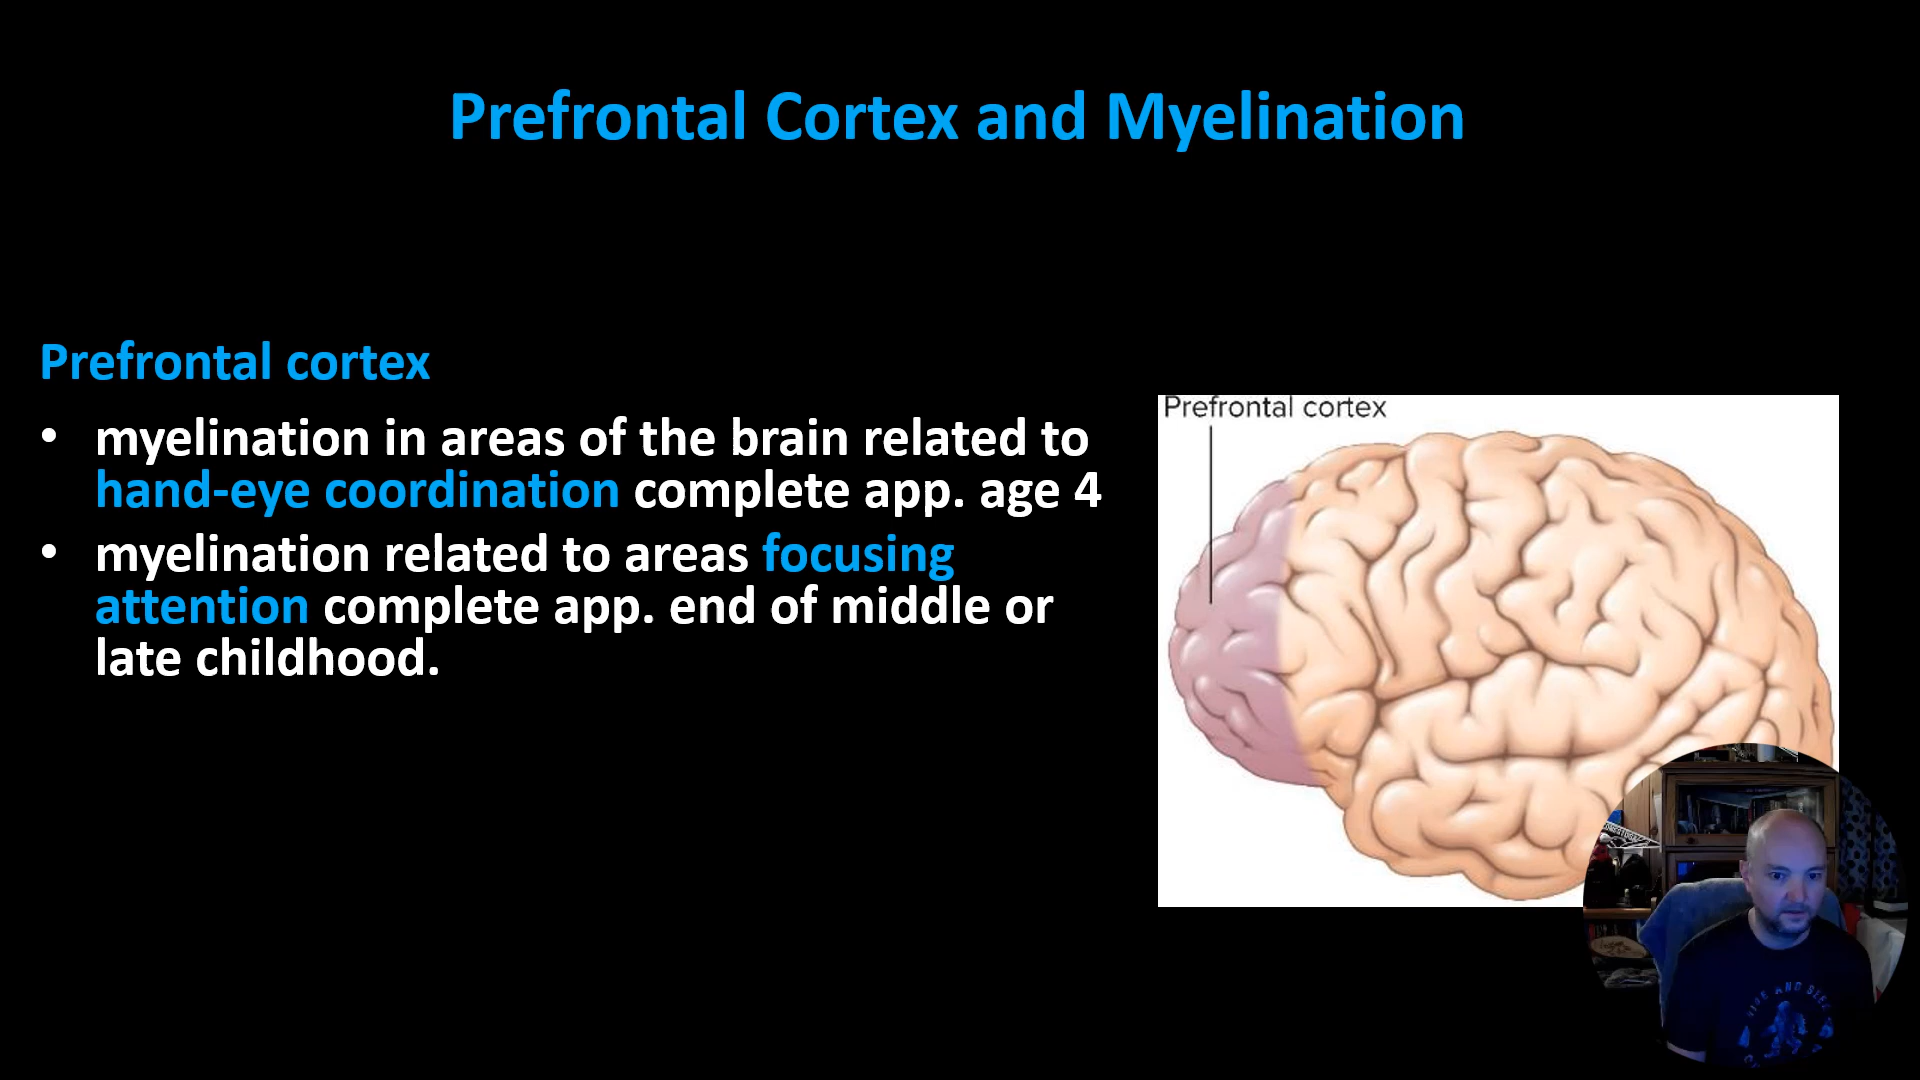 Prefrontal Cortex and Myelination
Prefrontal cortex
• myelination in areas of the brain related to
hand-eye coordination complete app. age 4
• myelination related to areas focusing
attention complete app. end of middle or
late childhood.
Prefrontal cortex
AND